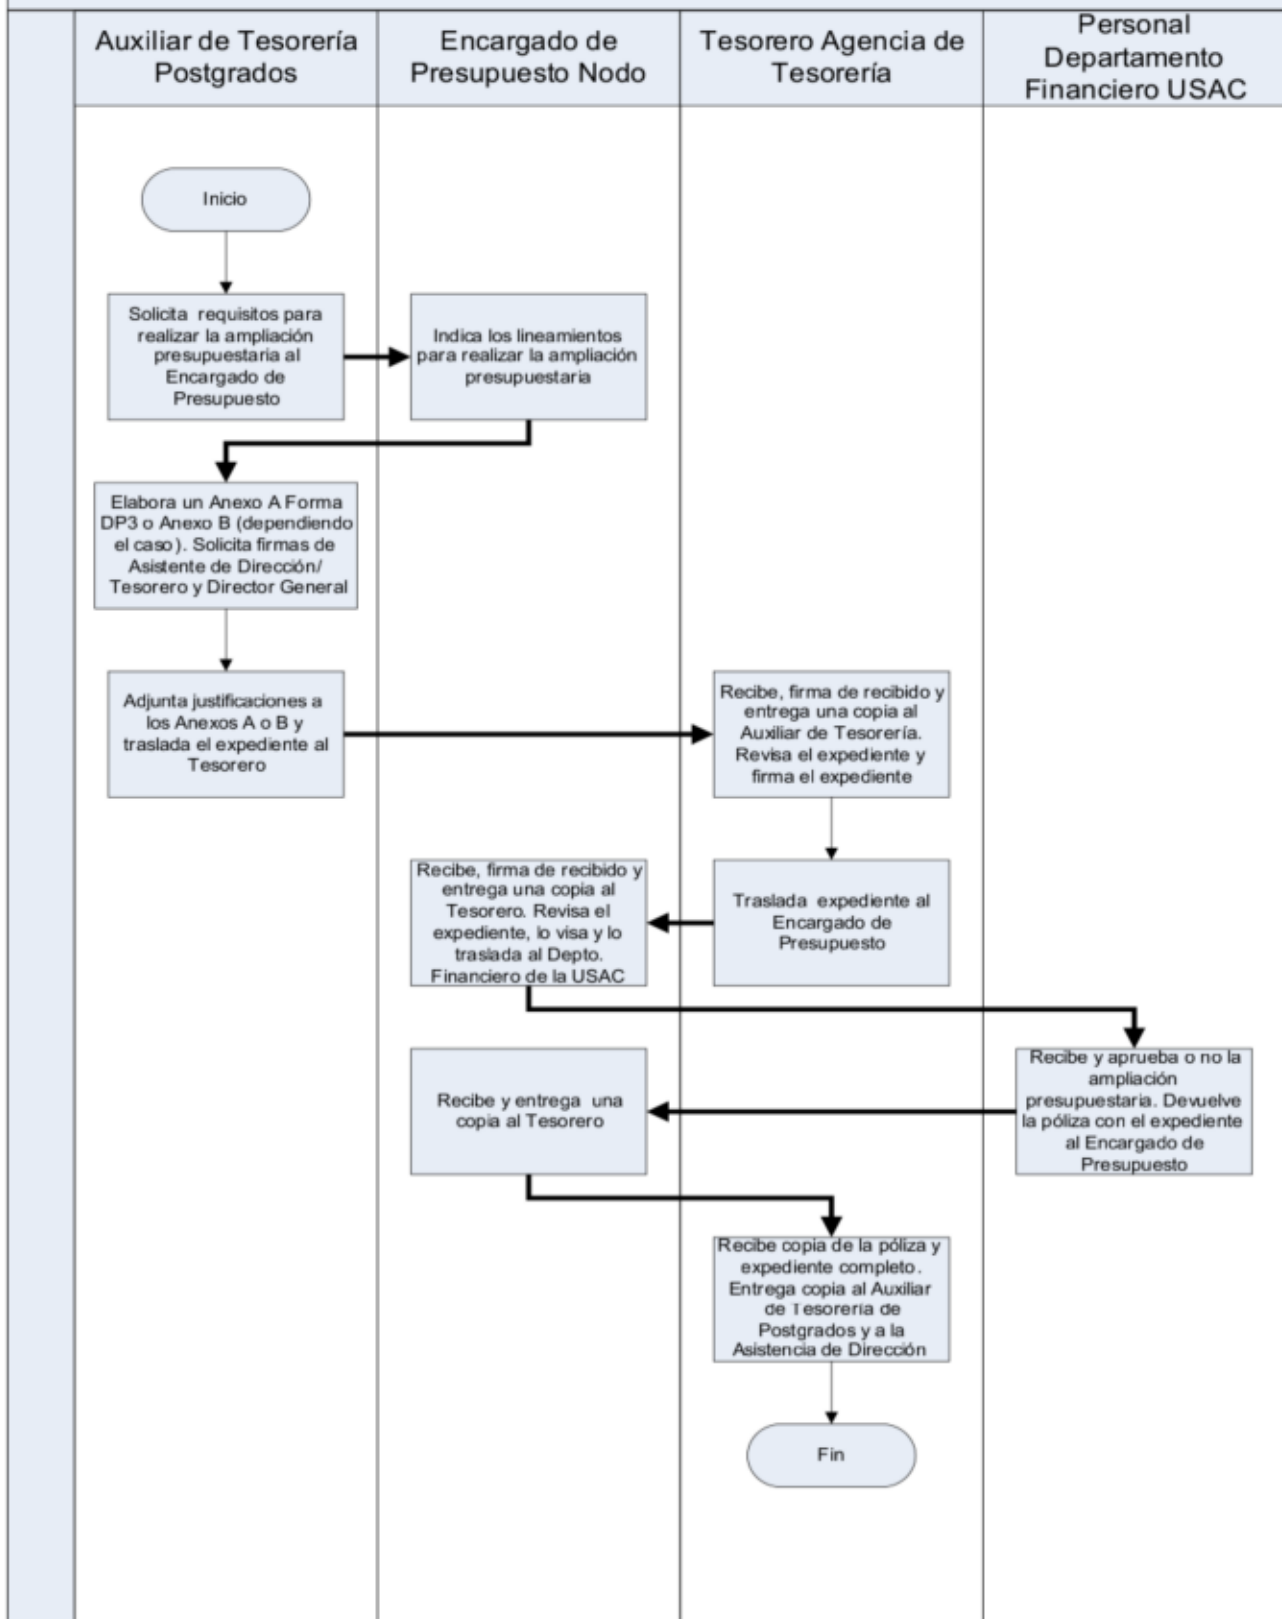 Auxiliar de Tesorería
Postgrados
Encargado de
Presupuesto Nodo
Tesorero Agencia de
Tesorería
Personal
Departamento
Financiero USAC
Inicio
Solicita requisitos para
realizar la ampliación
presupuestaria al
Encargado de
Presupuesto
Indica los lineamientos
para realizar la ampliación
presupuestaria
Elabora un Anexo A Forma
DP3 o Anexo B (dependiendo
el caso). Solicita firmas de
Asistente de Dirección/
Tesorero y Director General
Adjunta justificaciones a
los Anexos A o B y
traslada el expediente al
Tesorero
Recibe, firma de recibido y
entrega una copia al
Auxiliar de Tesorería.
Revisa el expediente y
firma el expediente
Traslada expediente al
Encargado de
Presupuesto
Recibe, firma de recibido y
entrega una copia al
Tesorero. Revisa el
expediente, lo visa y lo
traslada al Depto.
Financiero de la USAC
Recibe y aprueba o no la
ampliación
presupuestaria. Devuelve
la póliza con el expediente
al Encargado de
Presupuesto
Recibe y entrega una
copia al Tesorero
Recibe copia de la póliza y
expediente completo.
Entrega copia al Auxiliar
de Tesorería de
Postgrados y a la
Asistencia de Dirección
Fin